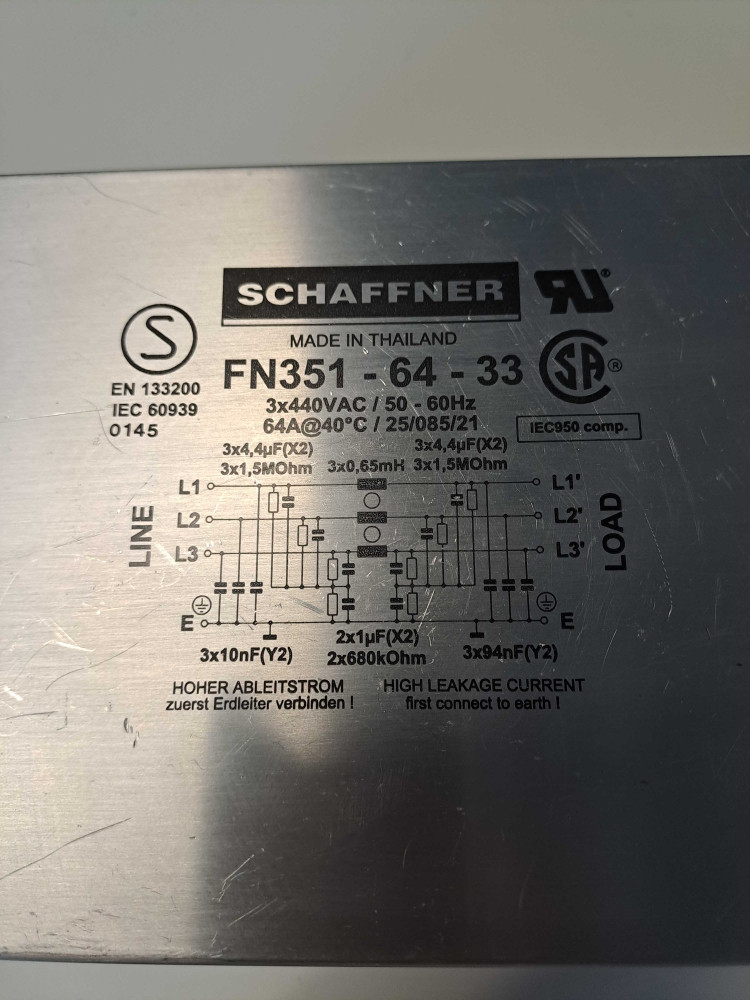 SCHAFFNER
RU®
S
MADE IN THAILAND
FN351 - 64 - 33
SA®
EN 133200
IEC 60939
0145
3x440VAC / 50 - 60Hz
64A@40°C / 25/085/21
IEC950 comp.
3x4,4µF(X2)
3x4,4µF(X2)
3x1,5MOhm
3x0,65mH
3x1,5MOhm
LINE
L1
L1'
L2
L2'
L3
L3'
LOAD
E
E
3x10nF(Y2)
2x1µF(X2)
2x680kOhm
3x94nF(Y2)
HOHER ABLEITSTROM
zuerst Erdleiter verbinden !
HIGH LEAKAGE CURRENT
first connect to earth !